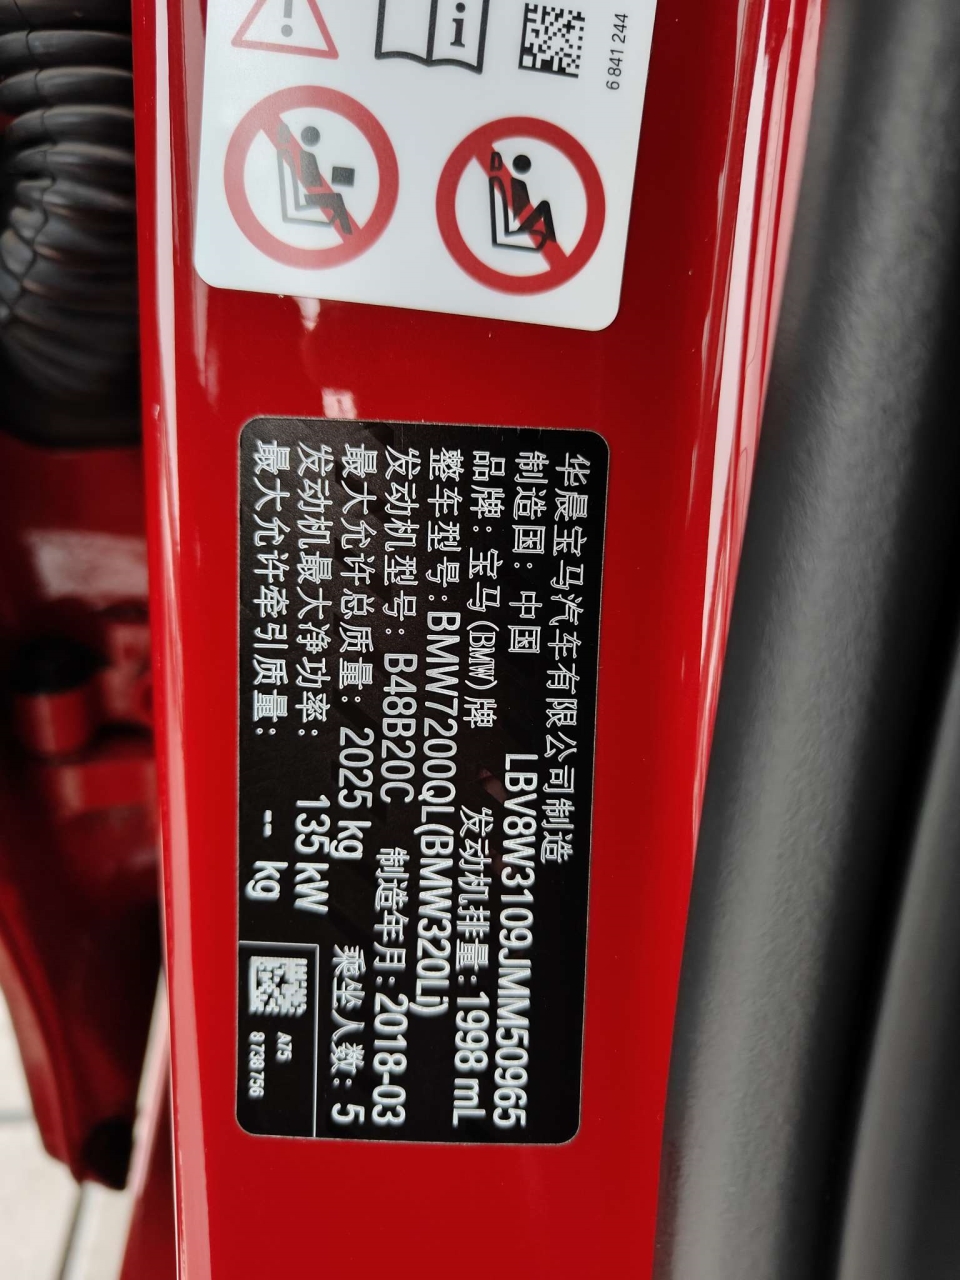 6 841 244
华晨宝马汽车有限公司制造
制造国：中国 LBV8W3109JMM50965
品牌：宝马(BMW)牌 发动机排量：1998 mL
整车型号：BMW7200QL(BMW320Li)
发动机型号：B48B20C 制造年月：2018-03
最大允许总质量： 2025 kg 乘坐人数：5
发动机最大净功率： 135 kW
最大允许牵引质量： -- kg
A75
8 738 756